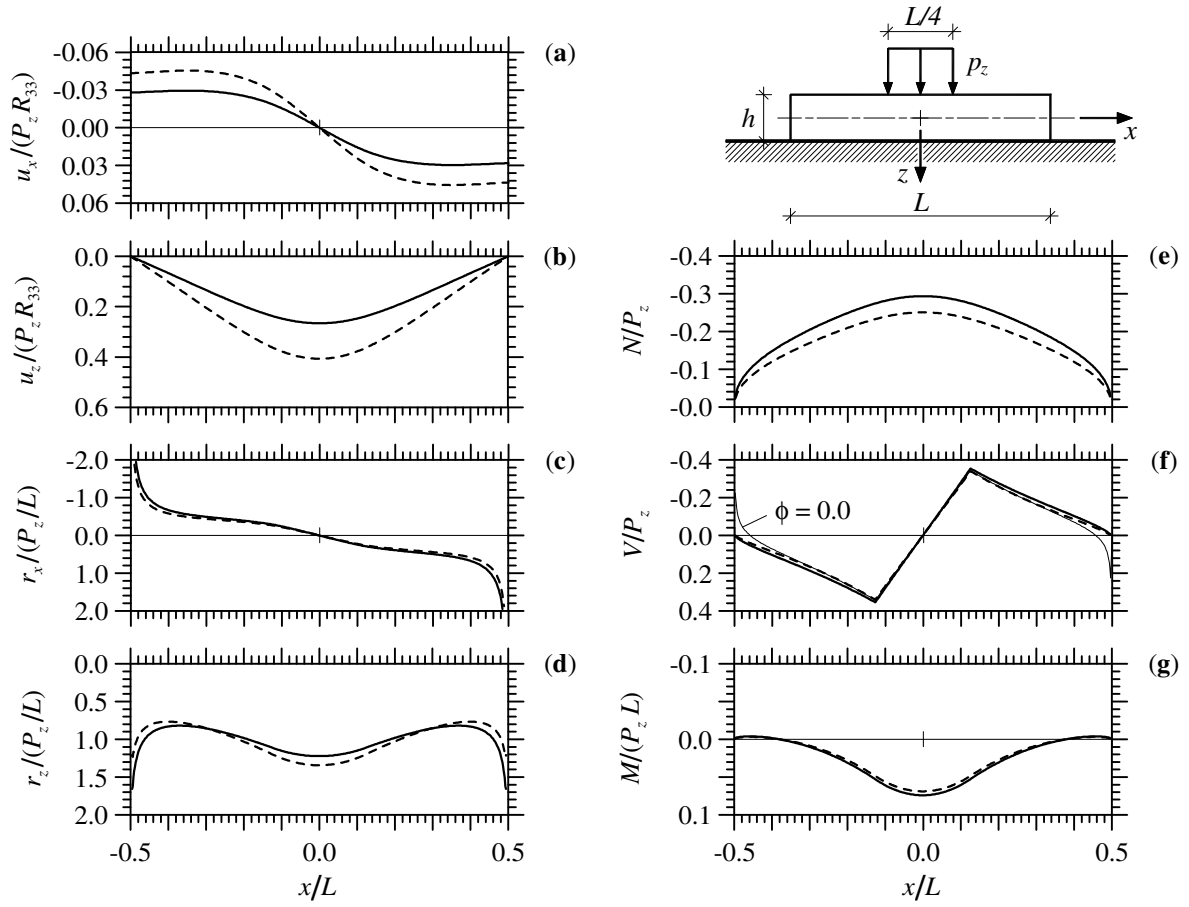 (a)
-0.06
-0.03
0.00
0.03
0.06
u_x/(P_z R_33)
L/4
p_z
h
x
z
L
(b)
0.0
0.2
0.4
0.6
u_z/(P_z R_33)
(e)
-0.4
-0.3
-0.2
-0.1
-0.0
N/P_z
(c)
-2.0
-1.0
0.0
1.0
2.0
r_x/(P_z/L)
(f)
-0.4
-0.2
0.0
0.2
0.4
V/P_z
ϕ = 0.0
(d)
0.0
0.5
1.0
1.5
2.0
r_z/(P_z/L)
-0.5 0.0 0.5
x/L
(g)
-0.1
0.0
0.1
M/(P_z L)
-0.5 0.0 0.5
x/L